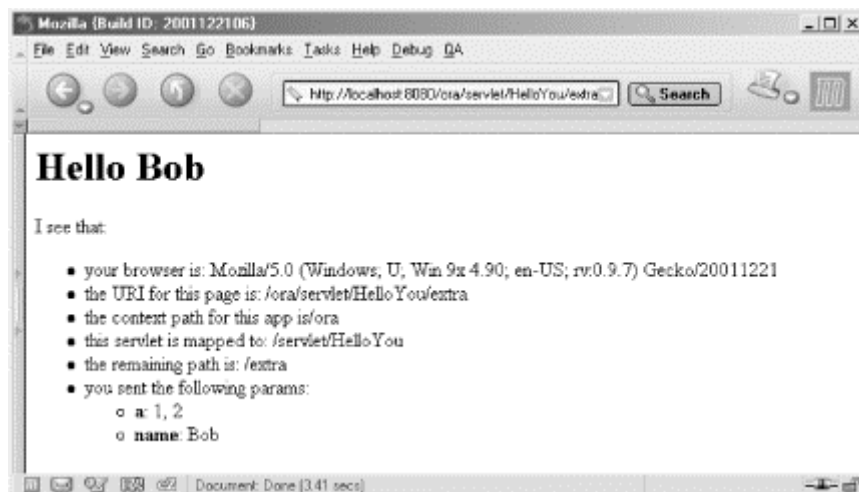 Mozilla {Build ID: 2001122106}
File Edit View Search Go Bookmarks Tasks Help Debug QA
http://localhost:8080/ora/servlet/HelloYou/extra
Search
Hello Bob
I see that:
your browser is: Mozilla/5.0 (Windows; U; Win 9x 4.90; en-US; rv:0.9.7) Gecko/20011221
the URI for this page is: /ora/servlet/HelloYou/extra
the context path for this app is/ora
this servlet is mapped to: /servlet/HelloYou
the remaining path is: /extra
you sent the following params:
a: 1, 2
name: Bob
Document: Done (3.41 secs)